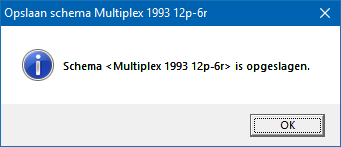 Opslaan schema Multiplex 1993 12p-6r
Schema <Multiplex 1993 12p-6r> is opgeslagen.
OK